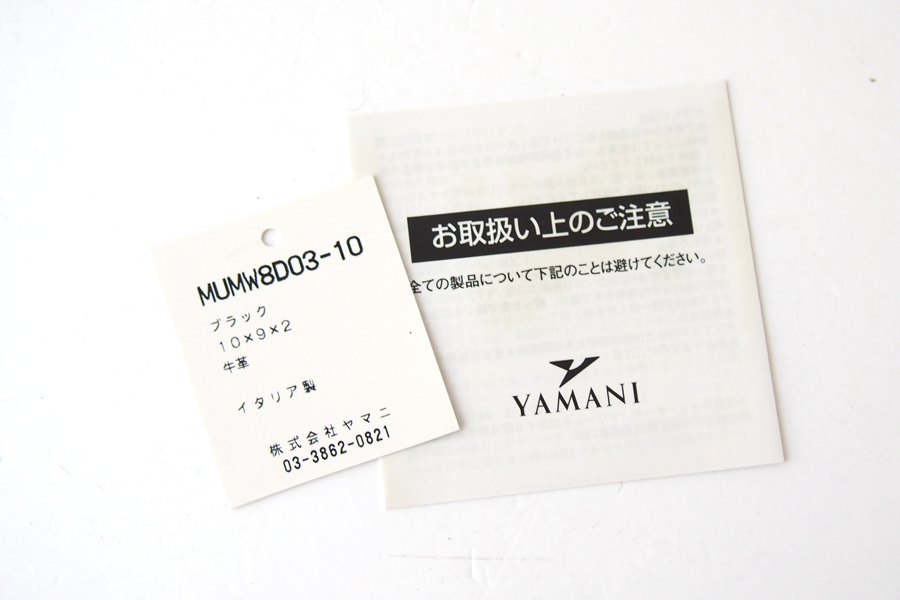 MUMW8D03-10
ブラック
10×9×2
牛革
イタリア製
株式会社ヤマニ
03-3862-0821
お取扱い上のご注意
全ての製品について下記のことは避けてください。
YAMANI